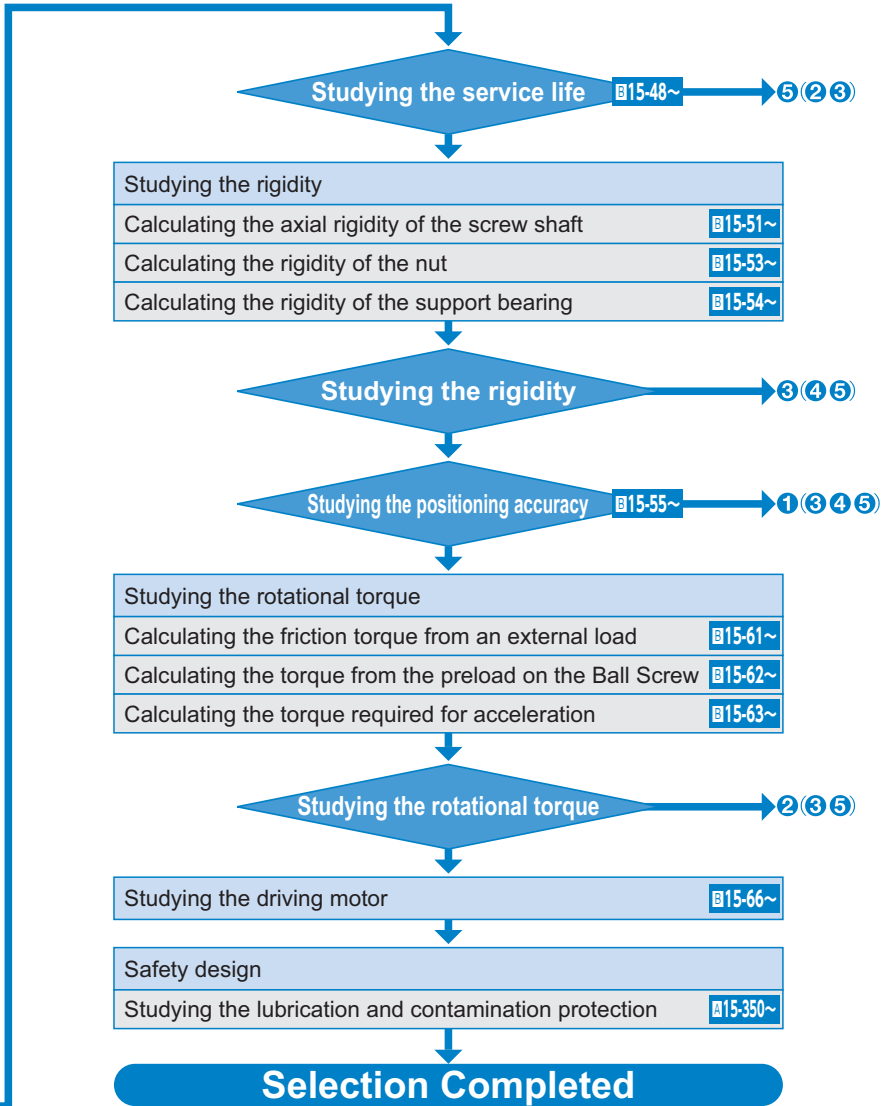 Studying the service life B15-48~ ❺(❷❸)
Studying the rigidity
Calculating the axial rigidity of the screw shaft B15-51~
Calculating the rigidity of the nut B15-53~
Calculating the rigidity of the support bearing B15-54~
Studying the rigidity ❸(❹❺)
Studying the positioning accuracy B15-55~ ❶(❸❹❺)
Studying the rotational torque
Calculating the friction torque from an external load B15-61~
Calculating the torque from the preload on the Ball Screw B15-62~
Calculating the torque required for acceleration B15-63~
Studying the rotational torque ❷(❸❺)
Studying the driving motor B15-66~
Safety design
Studying the lubrication and contamination protection A15-350~
Selection Completed